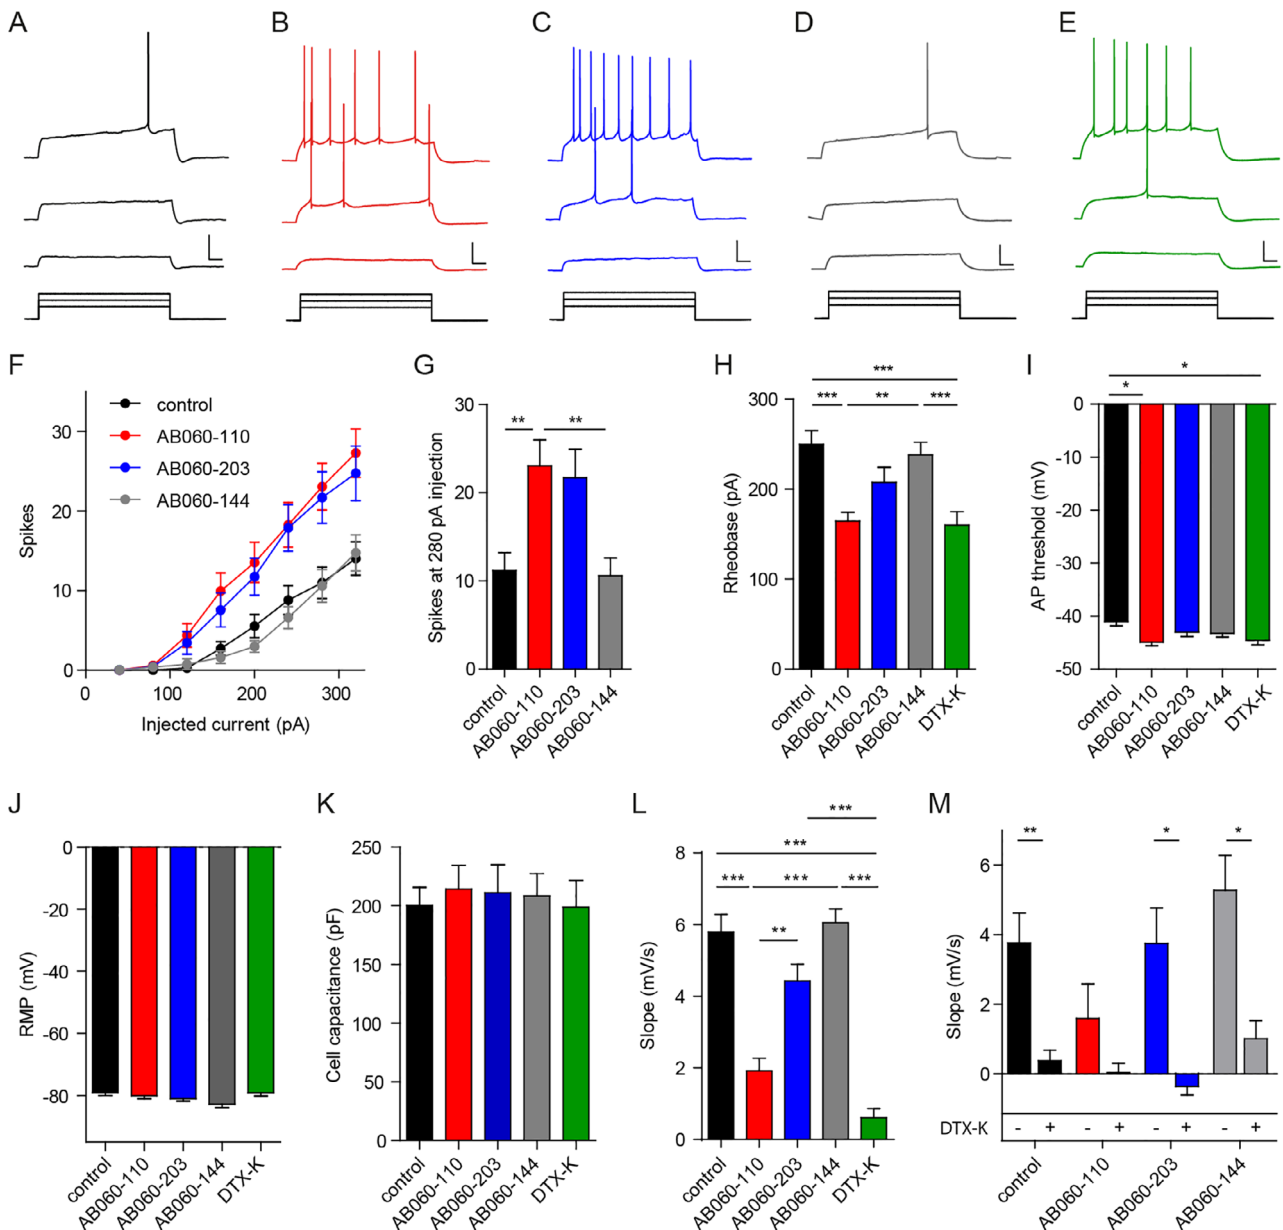 A
B
C
D
E
F
control
AB060-110
AB060-203
AB060-144
Spikes
30
20
10
0
0
100
200
300
Injected current (pA)
G
Spikes at 280 pA injection
30
20
10
0
**
**
control
AB060-110
AB060-203
AB060-144
H
Rheobase (pA)
300
200
100
0
***
***
**
***
control
AB060-110
AB060-203
AB060-144
DTX-K
I
AP threshold (mV)
0
-10
-20
-30
-40
-50
*
*
control
AB060-110
AB060-203
AB060-144
DTX-K
J
RMP (mV)
0
-20
-40
-60
-80
control
AB060-110
AB060-203
AB060-144
DTX-K
K
Cell capacitance (pF)
250
200
150
100
50
0
control
AB060-110
AB060-203
AB060-144
DTX-K
L
Slope (mV/s)
8
6
4
2
0
***
***
***
***
***
**
control
AB060-110
AB060-203
AB060-144
DTX-K
M
Slope (mV/s)
6
4
2
0
**
*
*
DTX-K - + - + - + - +
control
AB060-110
AB060-203
AB060-144